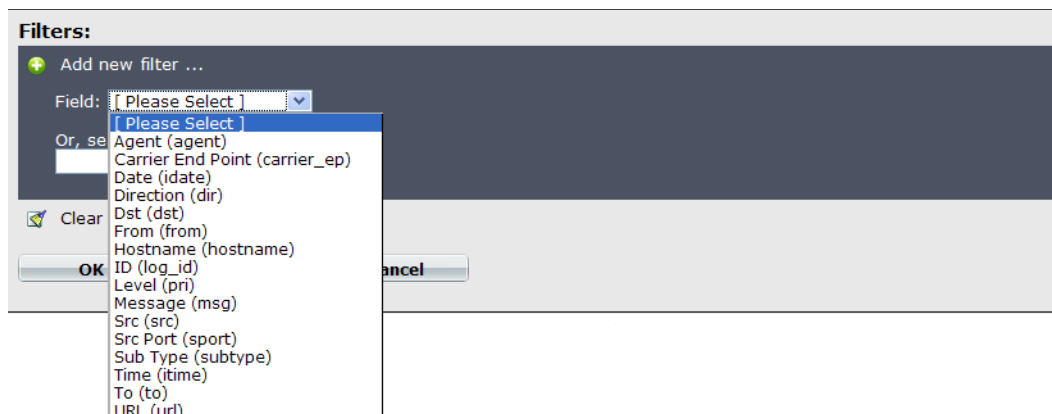 Filters:
Add new filter ...
Field: [ Please Select ]
[ Please Select ]
Or, se
Agent (agent)
Carrier End Point (carrier_ep)
Date (idate)
Direction (dir)
Clear
Dst (dst)
From (from)
Hostname (hostname)
OK
ID (log_id)
ancel
Level (pri)
Message (msg)
Src (src)
Src Port (sport)
Sub Type (subtype)
Time (itime)
To (to)
URL (url)